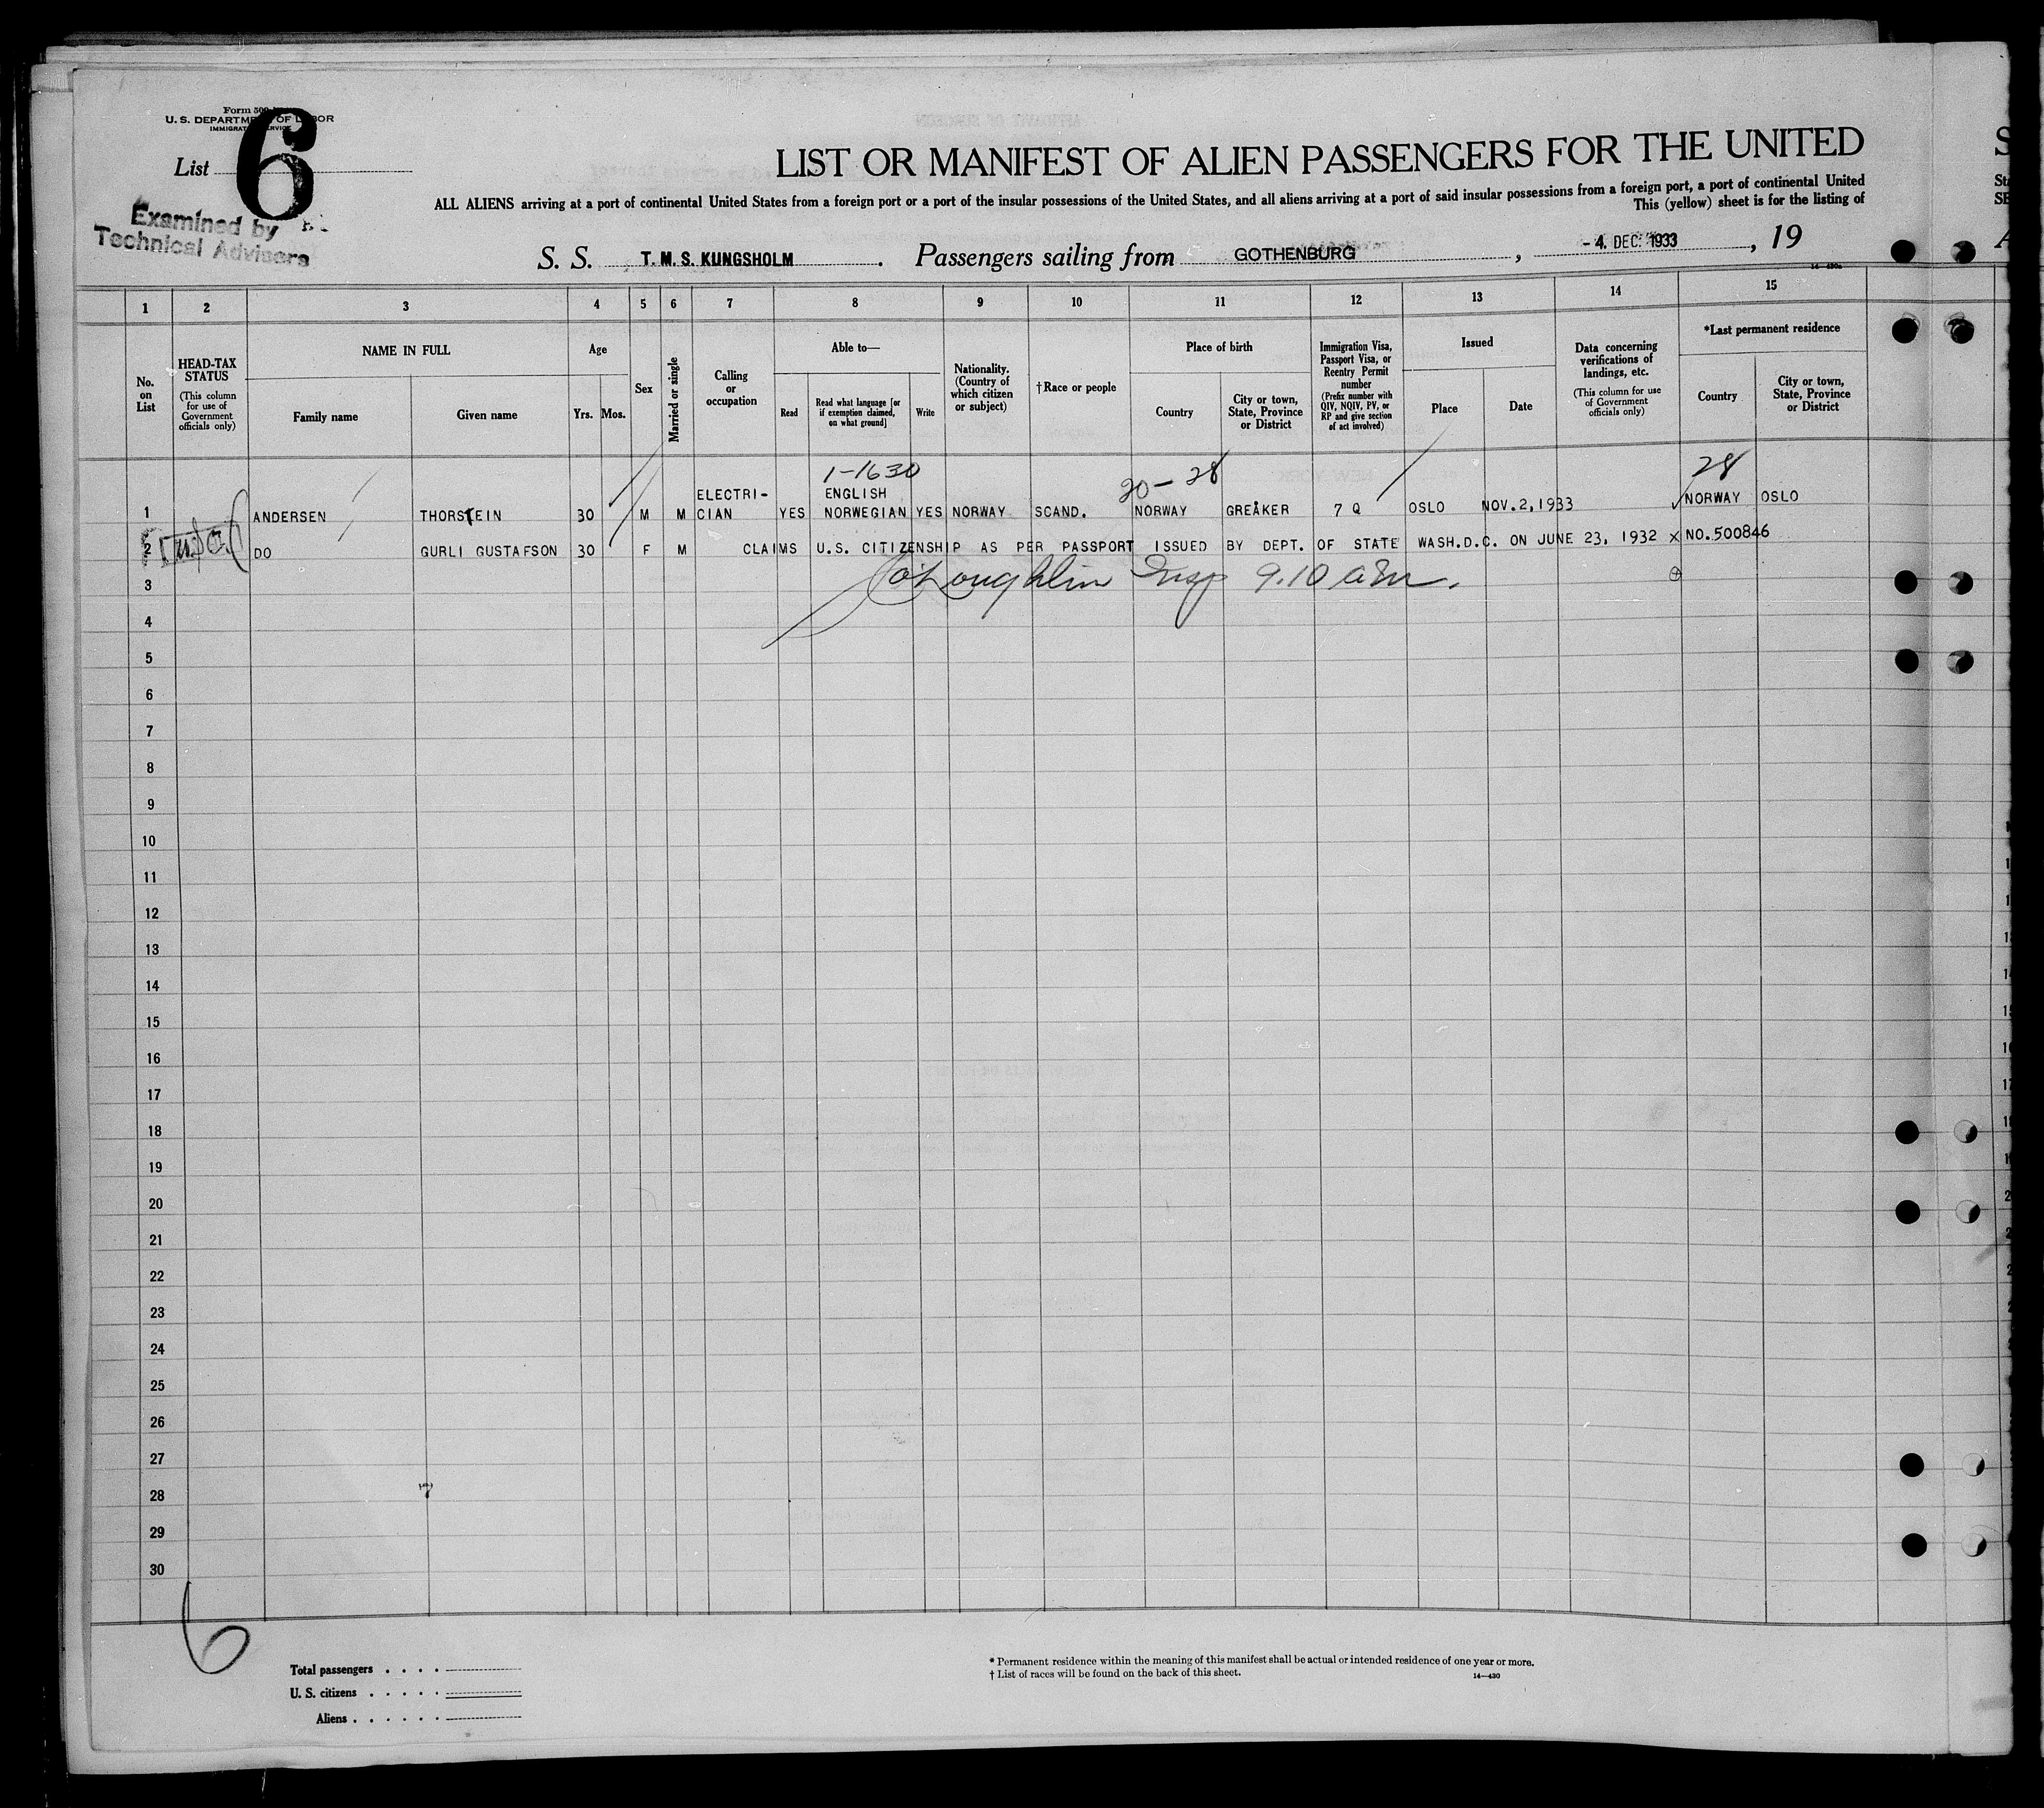 Form 500
U. S. DEPARTMENT OF LABOR
IMMIGRATION SERVICE
List 6
Examined by
Technical Advisers
LIST OR MANIFEST OF ALIEN PASSENGERS FOR THE UNITED
ALL ALIENS arriving at a port of continental United States from a foreign port or a port of the insular possessions of the United States, and all aliens arriving at a port of said insular possessions from a foreign port, a port of continental United
This (yellow) sheet is for the listing of
S. S. T. M. S. KUNGSHOLM . Passengers sailing from GOTHENBURG , - 4. DEC. 1933 , 19
1 2 3 4 5 6 7 8 9 10 11 12 13 14 15
No. on List
HEAD-TAX STATUS (This column for use of Government officials only)
NAME IN FULL
Family name
Given name
Age
Yrs. Mos.
Sex
Married or single
Calling or occupation
Able to—
Read
Read what language [or if exemption claimed, on what ground]
Write
Nationality. (Country of which citizen or subject)
†Race or people
Place of birth
Country
City or town, State, Province or District
Immigration Visa, Passport Visa, or Reentry Permit number (Prefix number with QIV, NQIV, PV, or RP and give section of act involved)
Issued
Place
Date
Data concerning verifications of landings, etc. (This column for use of Government officials only)
*Last permanent residence
Country
City or town, State, Province or District
1-1630
20-28
28
1 ANDERSEN THORSTEIN 30 M M ELECTRI-CIAN YES ENGLISH NORWEGIAN YES NORWAY SCAND. NORWAY GREÅKER 7 Q OSLO NOV.2,1933 NORWAY OSLO
2 DO GURLI GUSTAFSON 30 F M CLAIMS U.S. CITIZENSHIP AS PER PASSPORT ISSUED BY DEPT. OF STATE WASH.D.C. ON JUNE 23, 1932 x NO.500846
3 O'Loughlin Insp 9.10 am.
4
5
6
7
8
9
10
11
12
13
14
15
16
17
18
19
20
21
22
23
24
25
26
27
28
29
30
6
Total passengers . . . .
U. S. citizens . . . . .
Aliens . . . . . .
* Permanent residence within the meaning of this manifest shall be actual or intended residence of one year or more.
† List of races will be found on the back of this sheet.
14—430